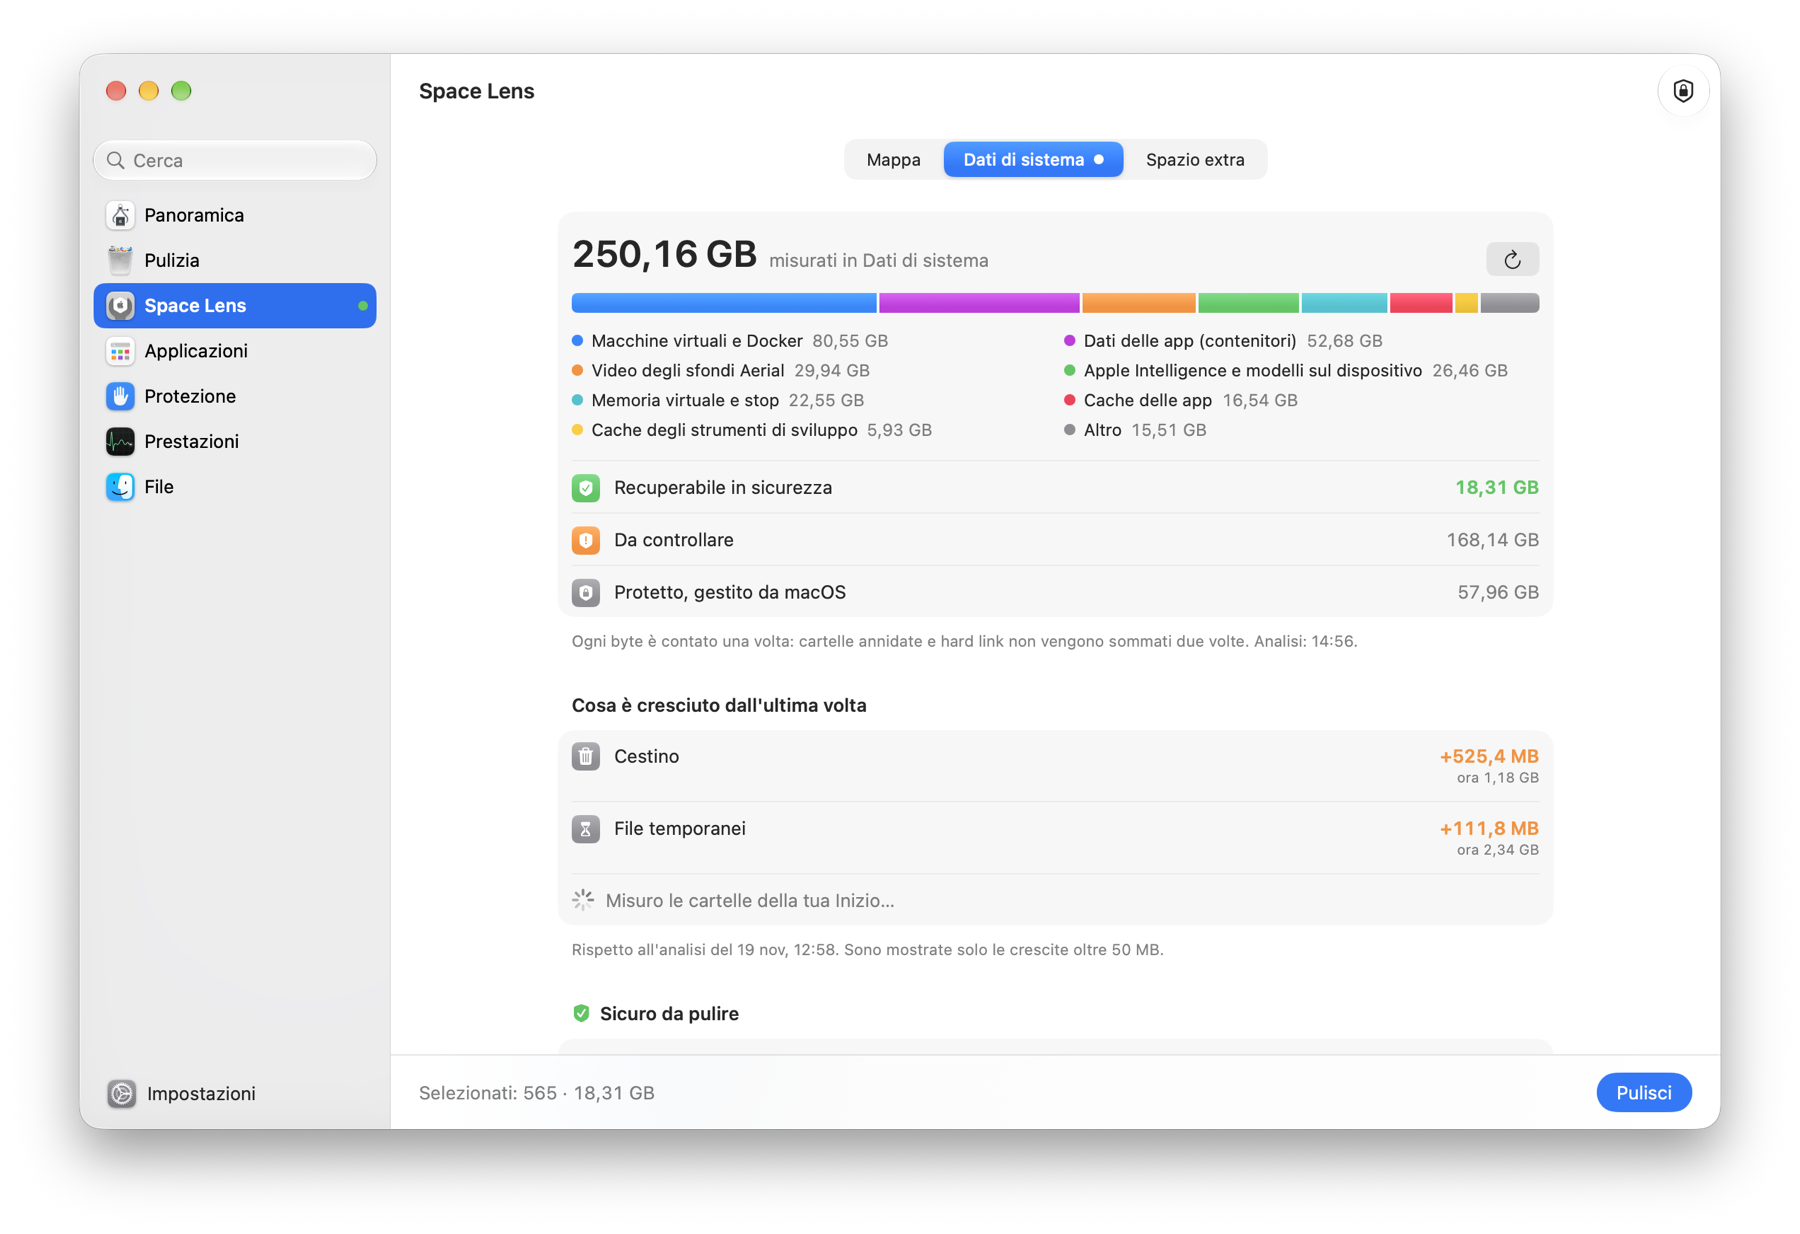 Space Lens
Cerca
Panoramica
Pulizia
Space Lens
Applicazioni
Protezione
Prestazioni
File
Impostazioni
Mappa
Dati di sistema
Spazio extra
250,16 GB misurati in Dati di sistema
Macchine virtuali e Docker 80,55 GB
Dati delle app (contenitori) 52,68 GB
Video degli sfondi Aerial 29,94 GB
Apple Intelligence e modelli sul dispositivo 26,46 GB
Memoria virtuale e stop 22,55 GB
Cache delle app 16,54 GB
Cache degli strumenti di sviluppo 5,93 GB
Altro 15,51 GB
Recuperabile in sicurezza 18,31 GB
Da controllare 168,14 GB
Protetto, gestito da macOS 57,96 GB
Ogni byte è contato una volta: cartelle annidate e hard link non vengono sommati due volte. Analisi: 14:56.
Cosa è cresciuto dall'ultima volta
Cestino +525,4 MB
ora 1,18 GB
File temporanei +111,8 MB
ora 2,34 GB
Misuro le cartelle della tua Inizio...
Rispetto all'analisi del 19 nov, 12:58. Sono mostrate solo le crescite oltre 50 MB.
Sicuro da pulire
Selezionati: 565 · 18,31 GB
Pulisci